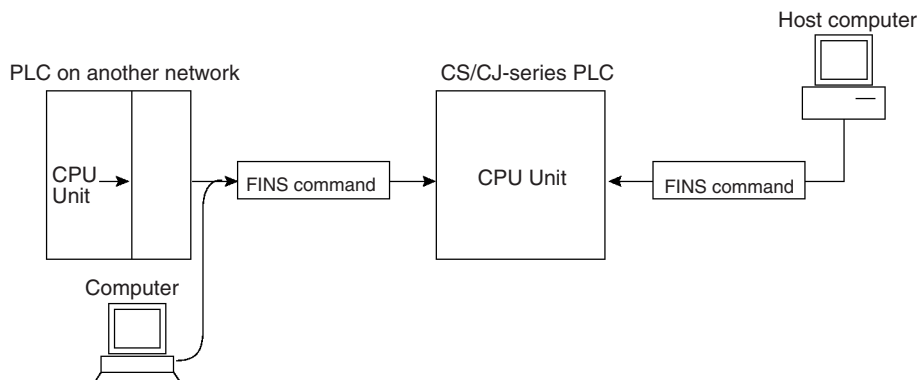 Host computer
PLC on another network
CS/CJ-series PLC
CPU
Unit
FINS command
CPU Unit
FINS command
Computer